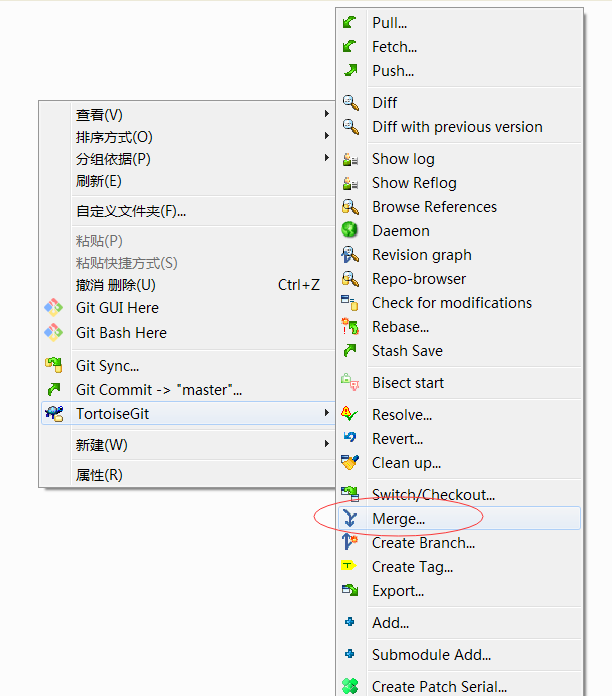 查看(V)
排序方式(O)
分组依据(P)
刷新(E)
自定义文件夹(F)...
粘贴(P)
粘贴快捷方式(S)
撤消 删除(U) Ctrl+Z
Git GUI Here
Git Bash Here
Git Sync...
Git Commit -> "master"...
TortoiseGit
新建(W)
属性(R)
Pull...
Fetch...
Push...
Diff
Diff with previous version
Show log
Show Reflog
Browse References
Daemon
Revision graph
Repo-browser
Check for modifications
Rebase...
Stash Save
Bisect start
Resolve...
Revert...
Clean up...
Switch/Checkout...
Merge...
Create Branch...
Create Tag...
Export...
Add...
Submodule Add...
Create Patch Serial...